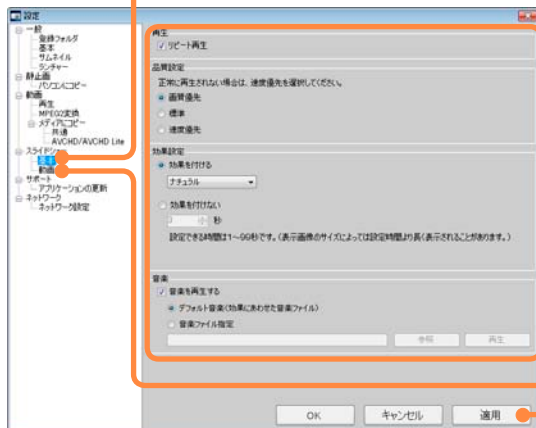 設定
一般
登録フォルダ
基本
サムネイル
ランチャー
静止画
パソコンにコピー
動画
再生
MPEG2変換
メディアにコピー
共通
AVCHD/AVCHD Lite
スライドショー
基本
動画
サポート
アプリケーションの更新
ネットワーク
ネットワーク設定
再生
リピート再生
品質設定
正常に再生されない場合は、速度優先を選択してください。
画質優先
標準
速度優先
効果設定
効果を付ける
ナチュラル
効果を付けない
秒
設定できる時間は1～99秒です。(表示画像のサイズによっては設定時間より長く表示されることがあります。)
音楽
音楽を再生する
デフォルト音楽(効果にあわせた音楽ファイル)
音楽ファイル指定
参照
再生
OK
キャンセル
適用